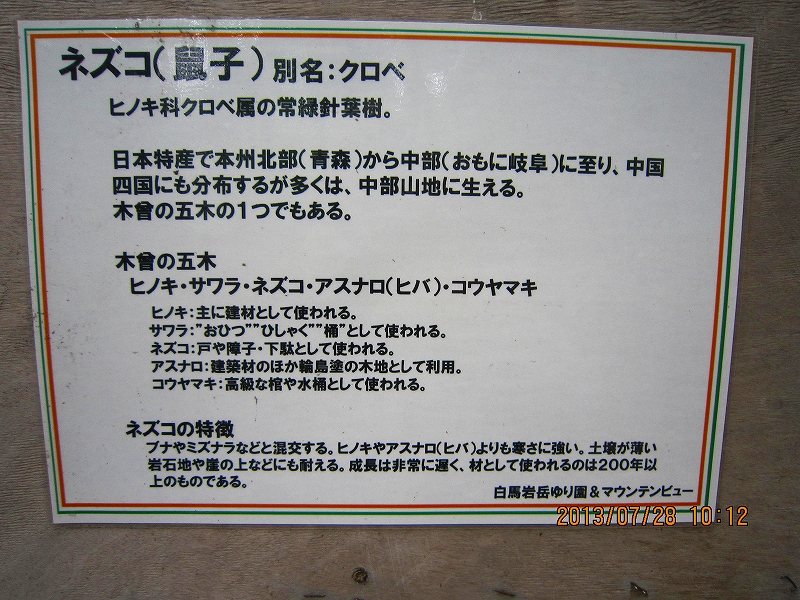 ネズコ(鼠子)別名:クロベ
ヒノキ科クロベ属の常緑針葉樹。
日本特産で本州北部(青森)から中部(おもに岐阜)に至り、中国
四国にも分布するが多くは、中部山地に生える。
木曽の五木の1つでもある。
木曽の五木
ヒノキ・サワラ・ネズコ・アスナロ(ヒバ)・コウヤマキ
ヒノキ:主に建材として使われる。
サワラ:"おひつ""ひしゃく""桶"として使われる。
ネズコ:戸や障子・下駄として使われる。
アスナロ:建築材のほか輪島塗の木地として利用。
コウヤマキ:高級な棺や水桶として使われる。
ネズコの特徴
ブナやミズナラなどと混交する。ヒノキやアスナロ(ヒバ)よりも寒さに強い。土壌が薄い
岩石地や崖の上などにも耐える。成長は非常に遅く、材として使われるのは200年以
上のものである。
白馬岩岳ゆり園&マウンテンビュー
2013/07/28 10:12